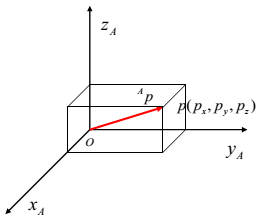 z_A
^A p
p(p_x, p_y, p_z)
O
y_A
x_A